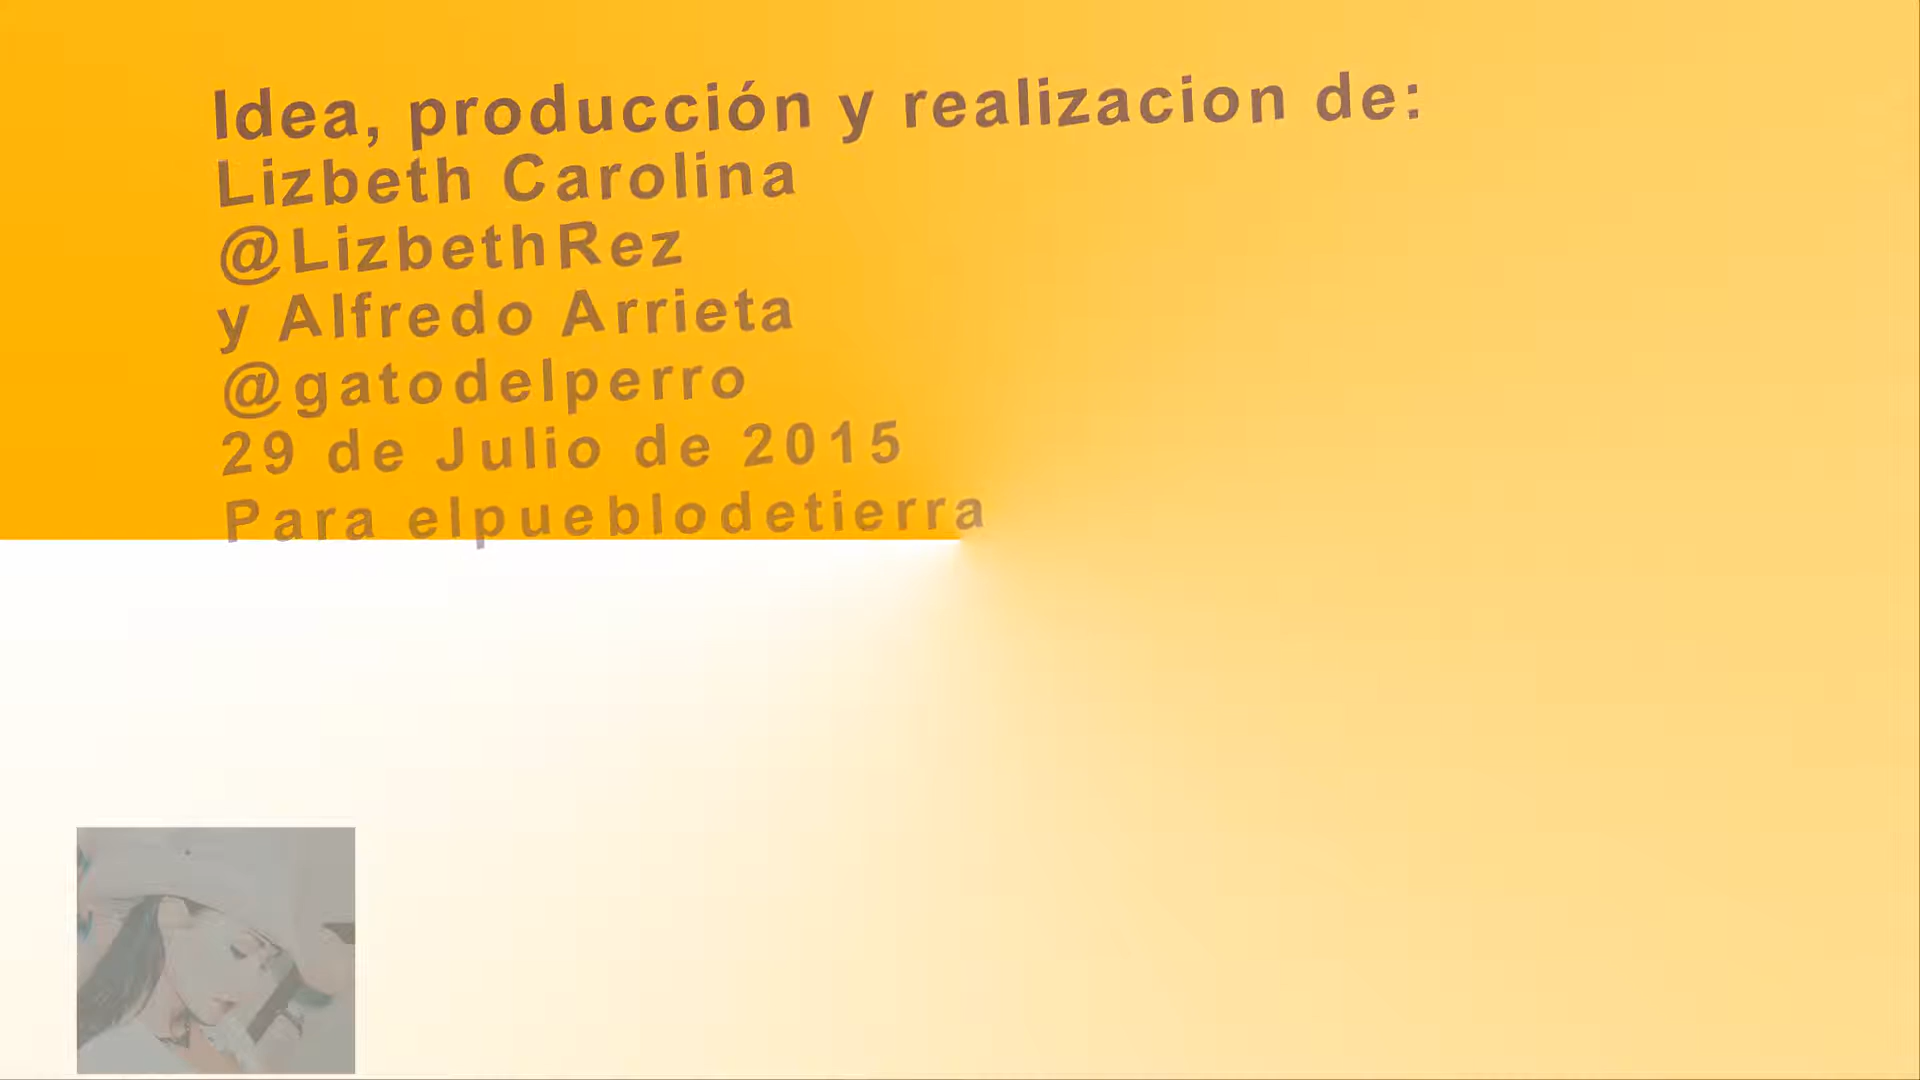 Idea, producción y realizacion de:
Lizbeth Carolina
@LizbethRez
y Alfredo Arrieta
@gatodelperro
29 de Julio de 2015
Para elpueblodetierra